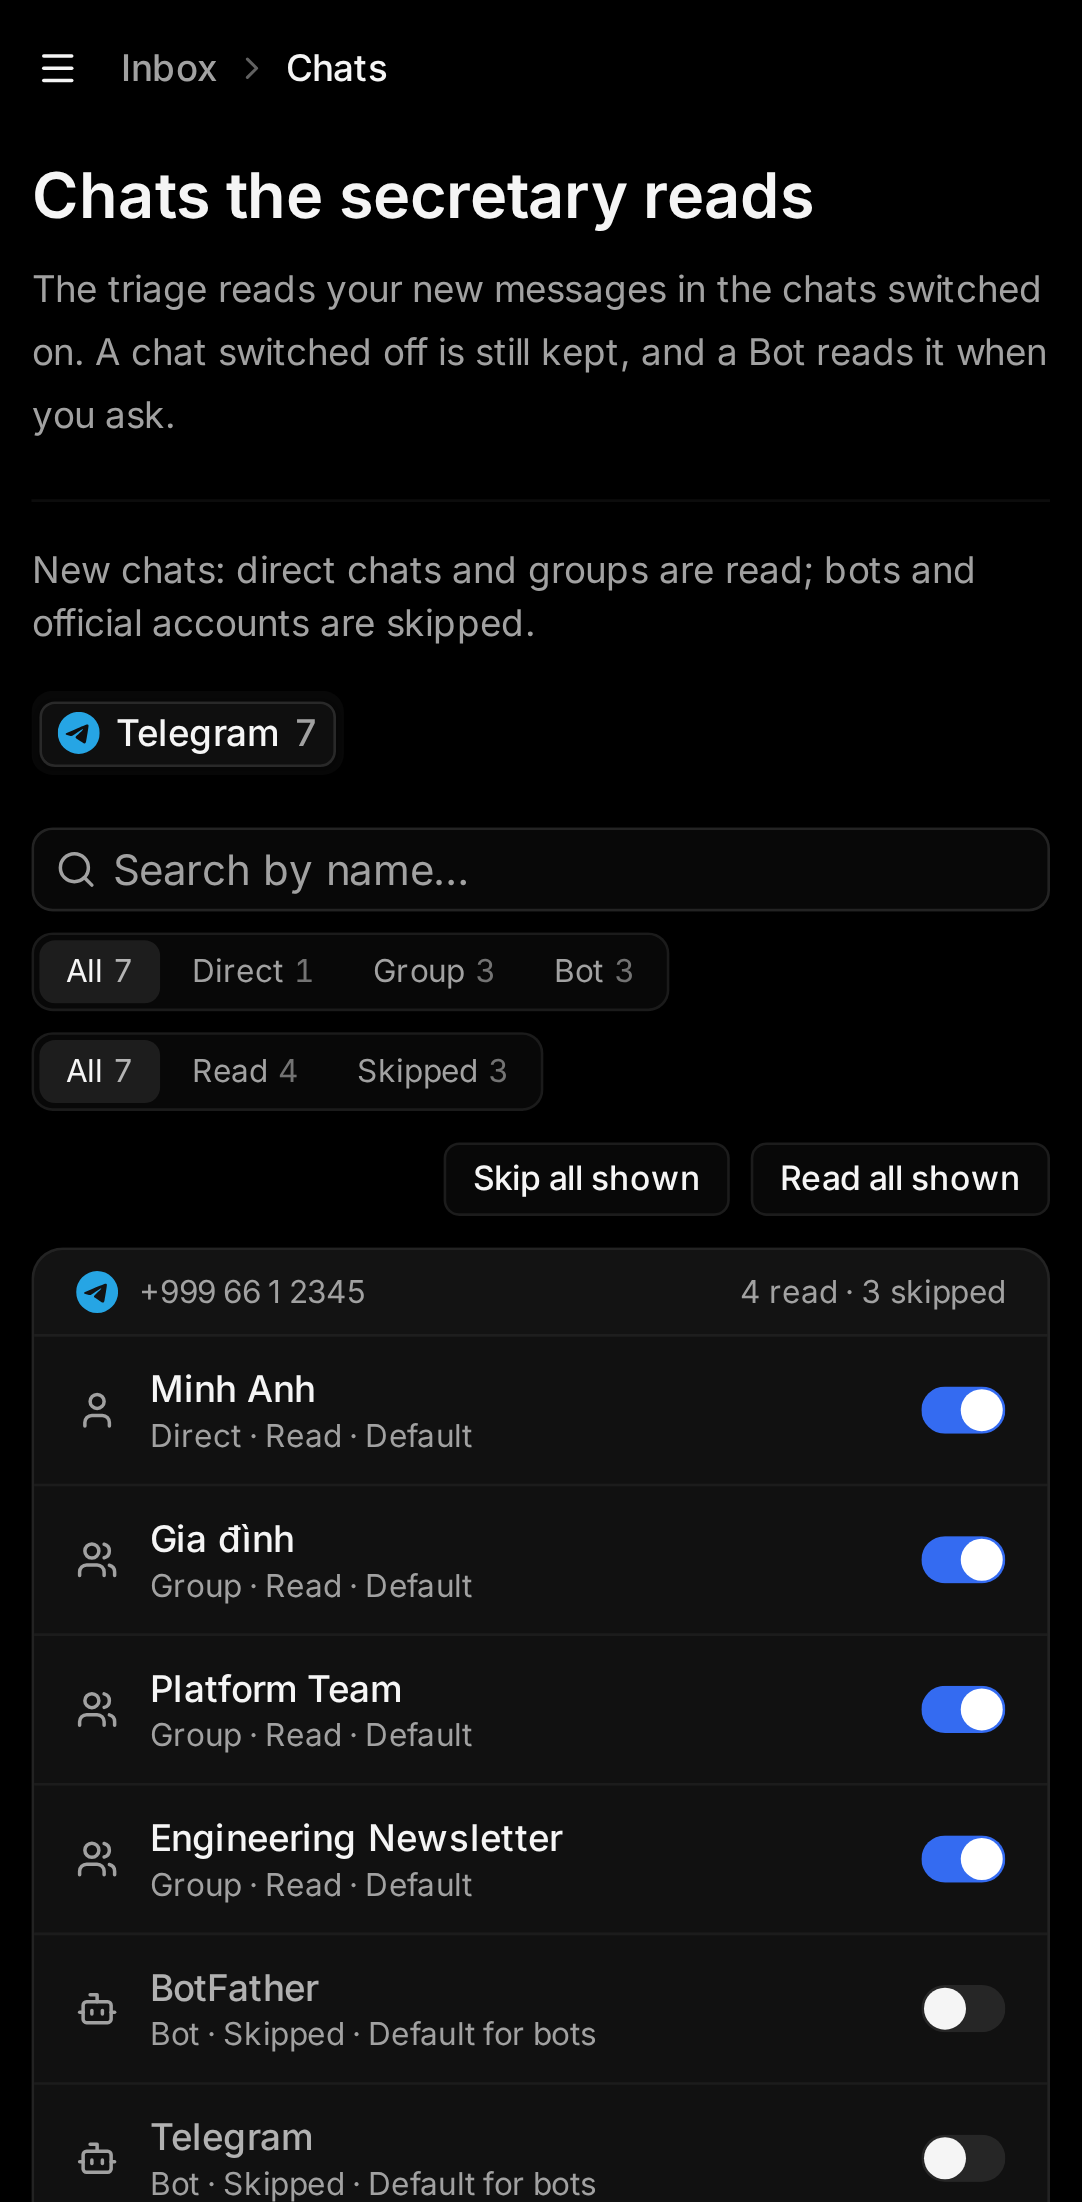 Inbox > Chats
Chats the secretary reads
The triage reads your new messages in the chats switched
on. A chat switched off is still kept, and a Bot reads it when
you ask.
New chats: direct chats and groups are read; bots and
official accounts are skipped.
Telegram 7
Search by name...
All 7 Direct 1 Group 3 Bot 3
All 7 Read 4 Skipped 3
Skip all shown Read all shown
+999 66 1 2345 4 read · 3 skipped
Minh Anh
Direct · Read · Default
Gia đình
Group · Read · Default
Platform Team
Group · Read · Default
Engineering Newsletter
Group · Read · Default
BotFather
Bot · Skipped · Default for bots
Telegram
Bot · Skipped · Default for bots